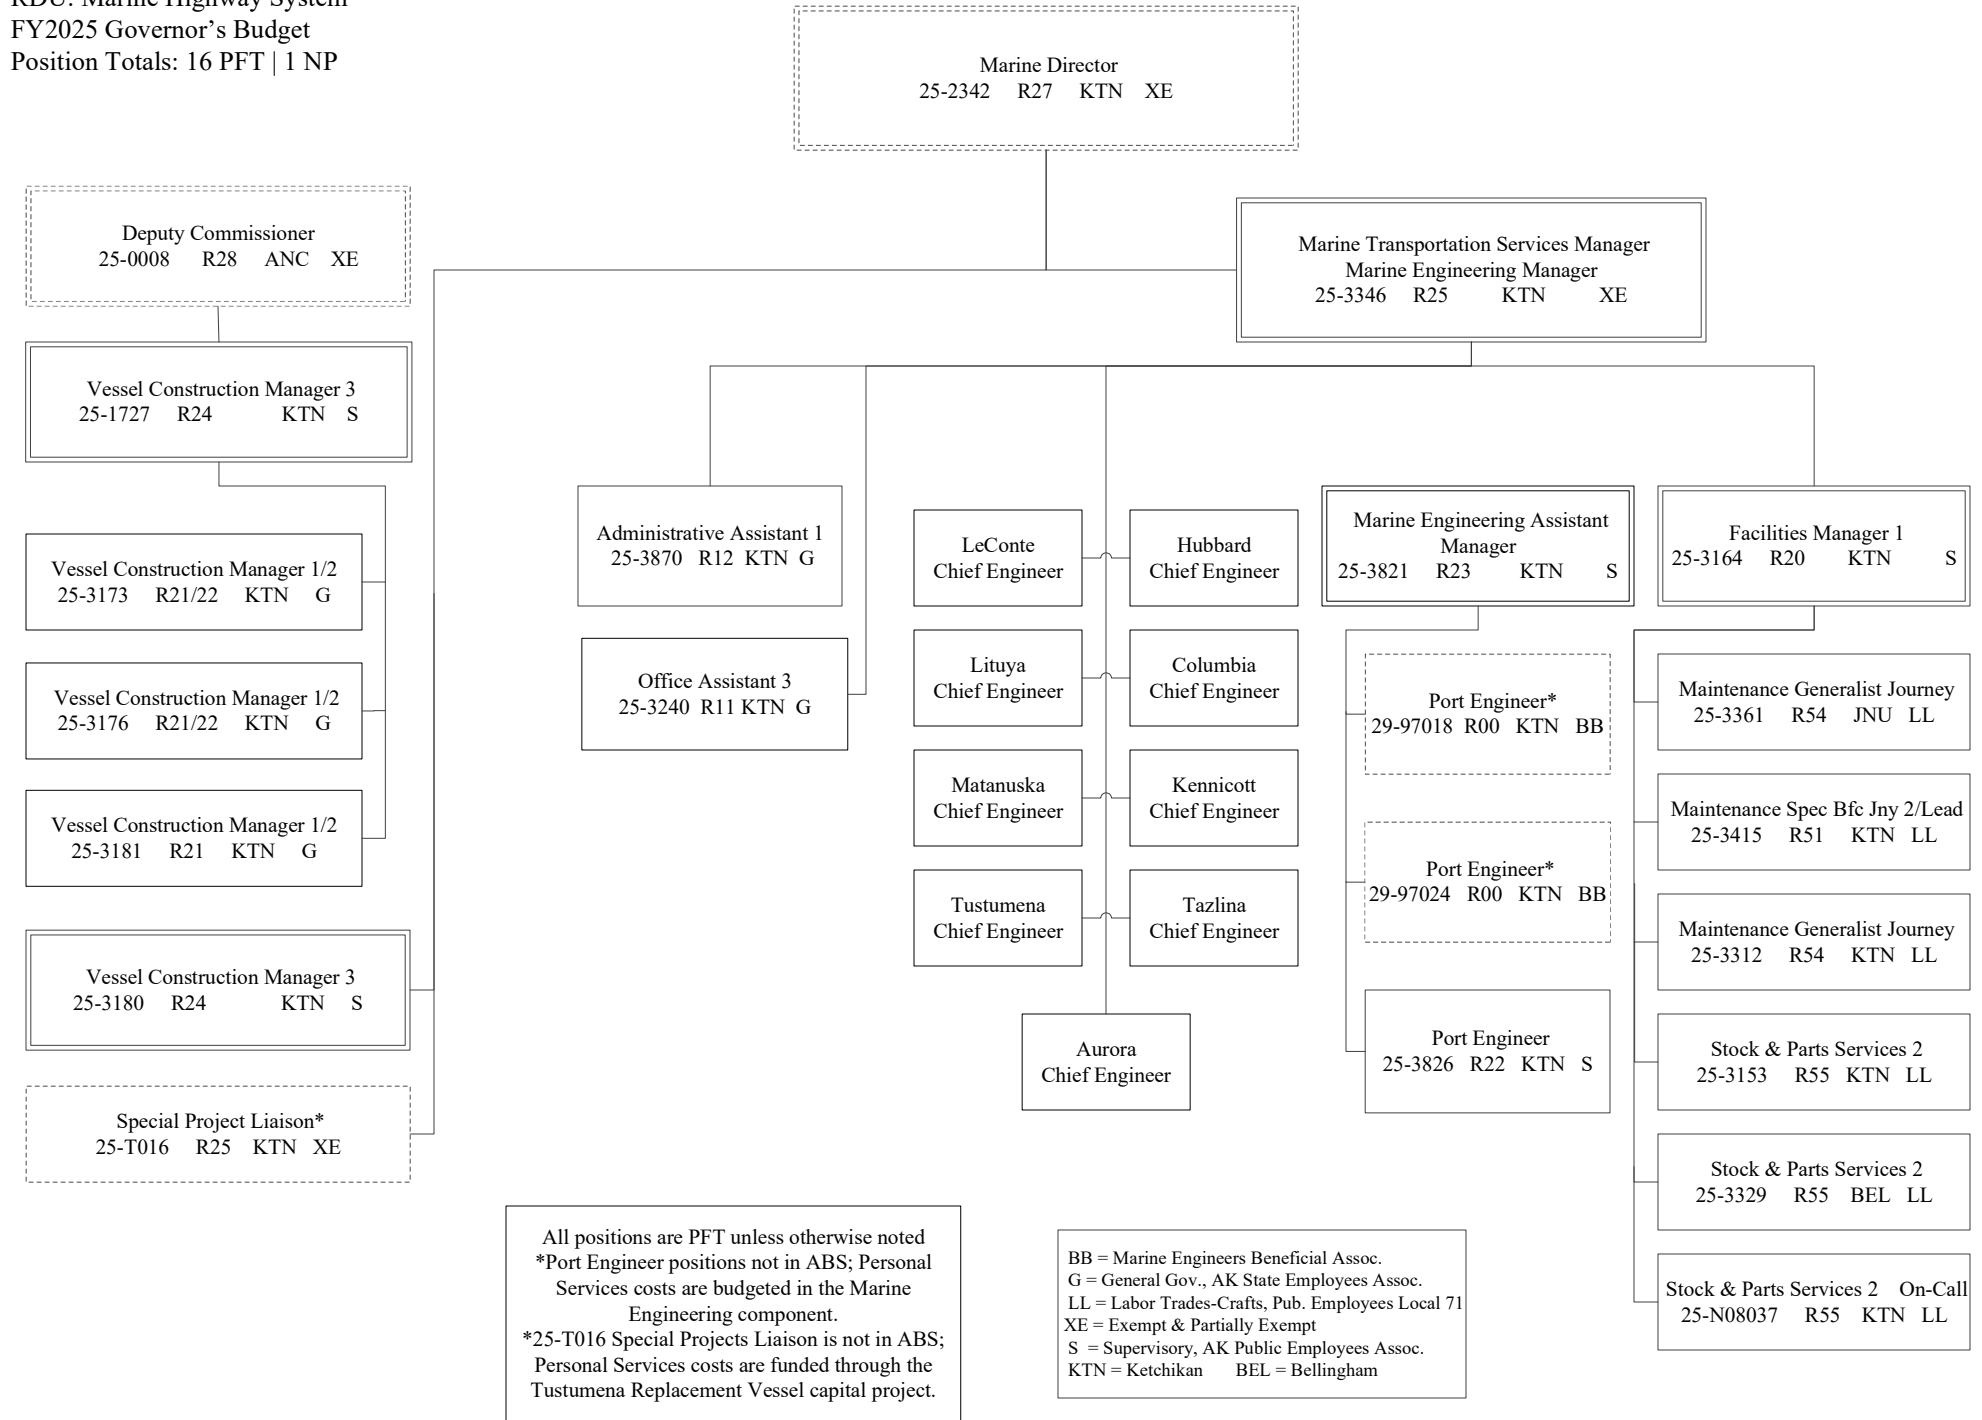 RDU: Marine Highway System
FY2025 Governor’s Budget
Position Totals: 16 PFT | 1 NP
Marine Director
25-2342 R27 KTN XE
Deputy Commissioner
25-0008 R28 ANC XE
Marine Transportation Services Manager
Marine Engineering Manager
25-3346 R25 KTN XE
Vessel Construction Manager 3
25-1727 R24 KTN S
Vessel Construction Manager 1/2
25-3173 R21/22 KTN G
Vessel Construction Manager 1/2
25-3176 R21/22 KTN G
Vessel Construction Manager 1/2
25-3181 R21 KTN G
Vessel Construction Manager 3
25-3180 R24 KTN S
Special Project Liaison*
25-T016 R25 KTN XE
Administrative Assistant 1
25-3870 R12 KTN G
Office Assistant 3
25-3240 R11 KTN G
LeConte
Chief Engineer
Hubbard
Chief Engineer
Lituya
Chief Engineer
Columbia
Chief Engineer
Matanuska
Chief Engineer
Kennicott
Chief Engineer
Tustumena
Chief Engineer
Tazlina
Chief Engineer
Aurora
Chief Engineer
Marine Engineering Assistant
Manager
25-3821 R23 KTN S
Port Engineer*
29-97018 R00 KTN BB
Port Engineer*
29-97024 R00 KTN BB
Port Engineer
25-3826 R22 KTN S
Facilities Manager 1
25-3164 R20 KTN S
Maintenance Generalist Journey
25-3361 R54 JNU LL
Maintenance Spec Bfc Jny 2/Lead
25-3415 R51 KTN LL
Maintenance Generalist Journey
25-3312 R54 KTN LL
Stock & Parts Services 2
25-3153 R55 KTN LL
Stock & Parts Services 2
25-3329 R55 BEL LL
Stock & Parts Services 2 On-Call
25-N08037 R55 KTN LL
All positions are PFT unless otherwise noted
*Port Engineer positions not in ABS; Personal
Services costs are budgeted in the Marine
Engineering component.
*25-T016 Special Projects Liaison is not in ABS;
Personal Services costs are funded through the
Tustumena Replacement Vessel capital project.
BB = Marine Engineers Beneficial Assoc.
G = General Gov., AK State Employees Assoc.
LL = Labor Trades-Crafts, Pub. Employees Local 71
XE = Exempt & Partially Exempt
S = Supervisory, AK Public Employees Assoc.
KTN = Ketchikan BEL = Bellingham